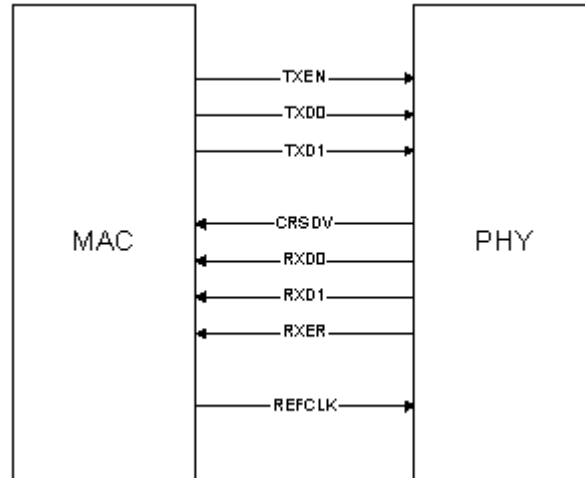 TXEN
TXD0
TXD1
CRSDV
MAC
PHY
RXD0
RXD1
RXER
REFCLK